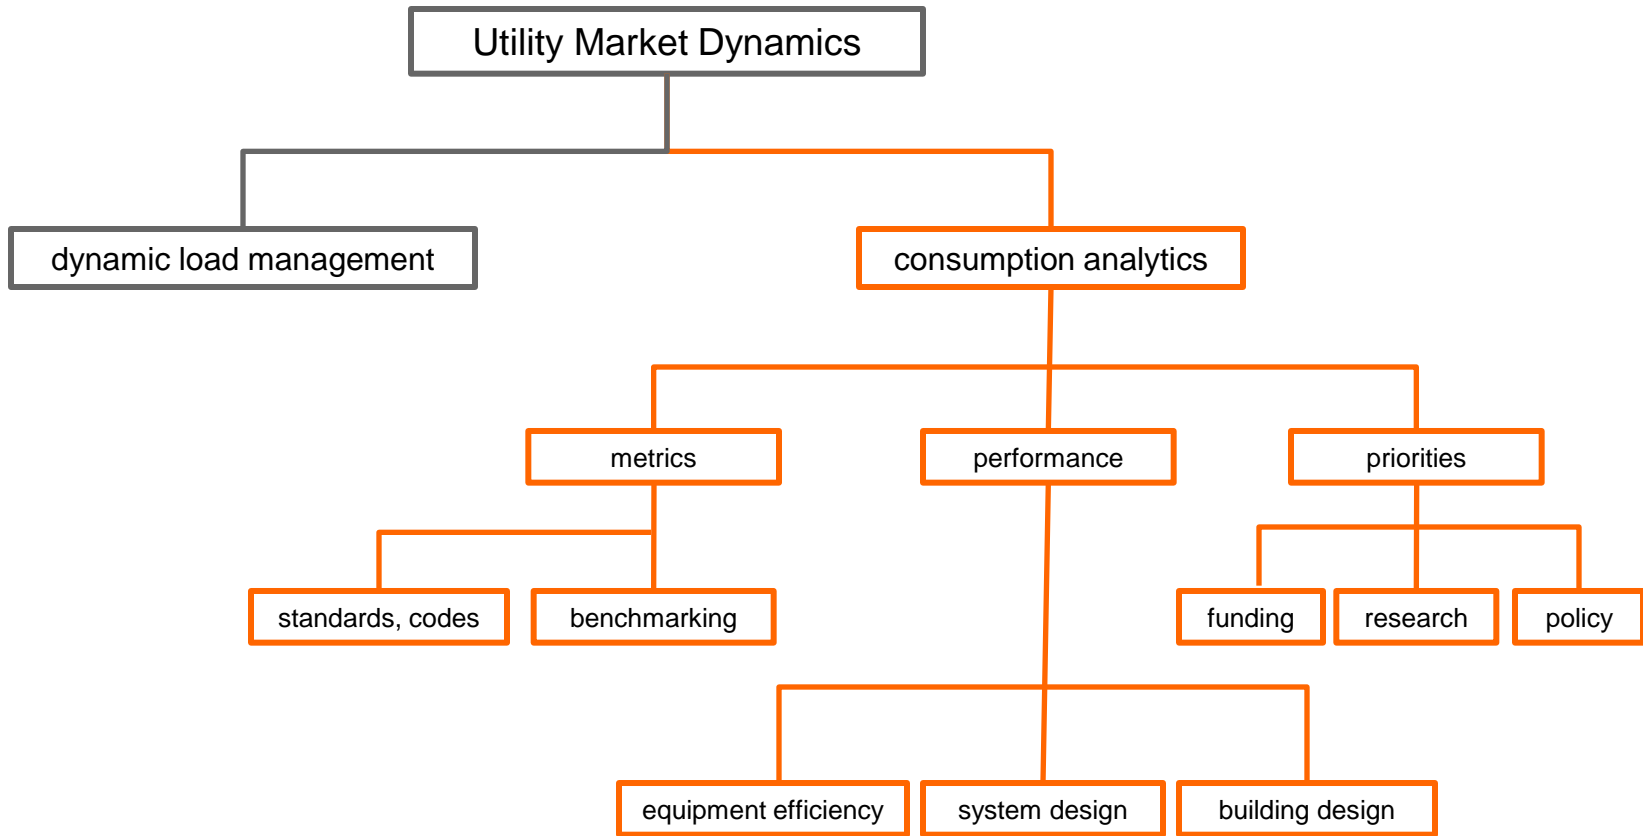 Utility Market Dynamics
dynamic load management
consumption analytics
metrics
performance
priorities
standards, codes
benchmarking
funding
research
policy
equipment efficiency
system design
building design